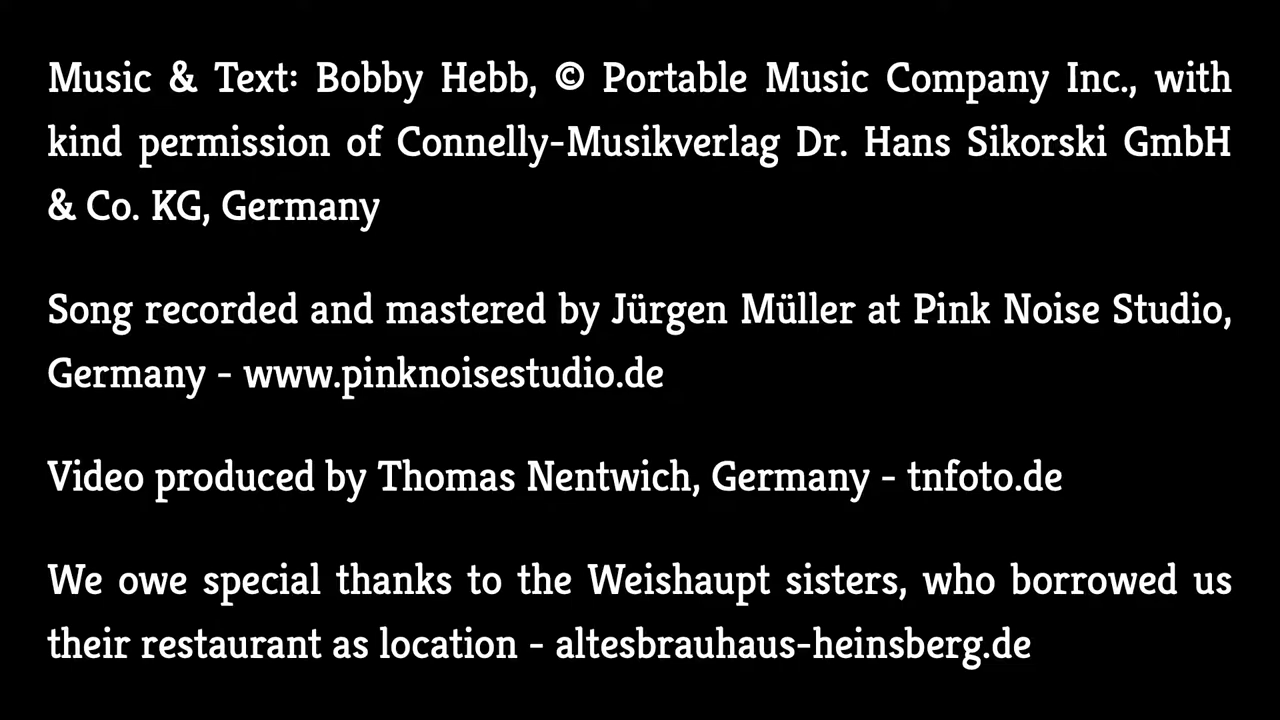 Music & Text: Bobby Hebb, © Portable Music Company Inc., with
kind permission of Connelly-Musikverlag Dr. Hans Sikorski GmbH
& Co. KG, Germany
Song recorded and mastered by Jürgen Müller at Pink Noise Studio,
Germany - www.pinknoisestudio.de
Video produced by Thomas Nentwich, Germany - tnfoto.de
We owe special thanks to the Weishaupt sisters, who borrowed us
their restaurant as location - altesbrauhaus-heinsberg.de